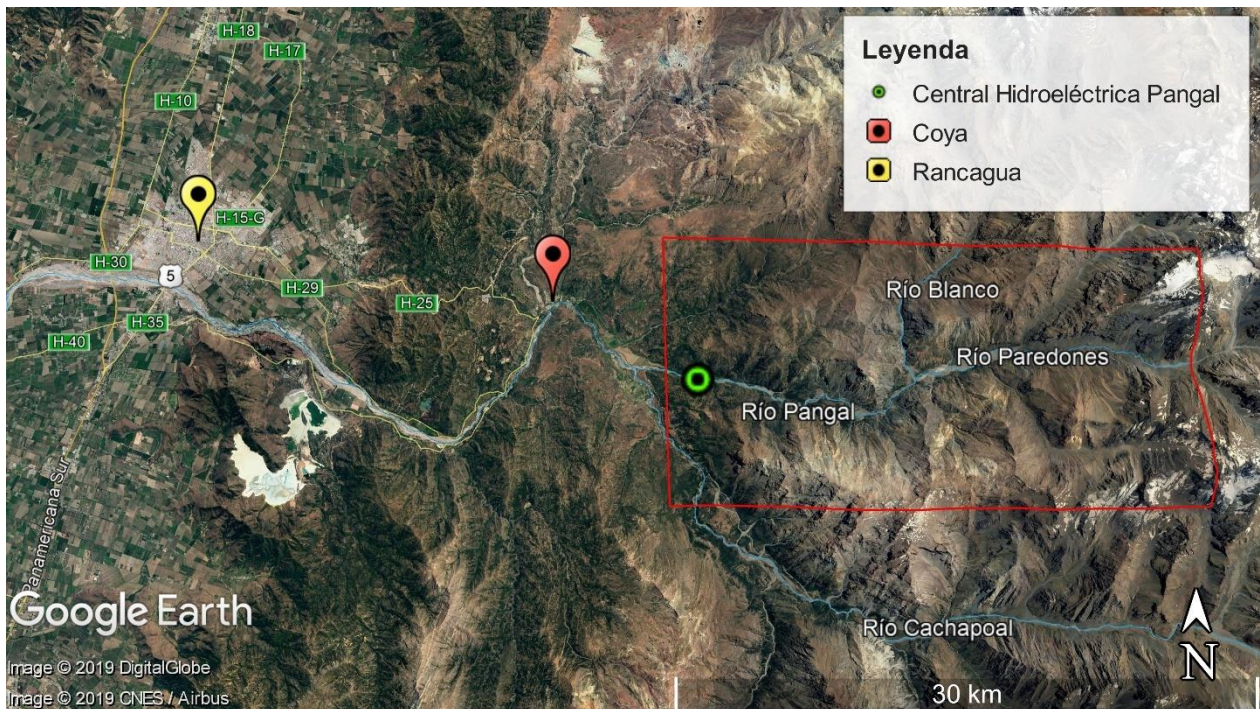 Leyenda
Central Hidroeléctrica Pangal
Coya
Rancagua
H-18
H-17
H-10
H-15-G
H-30
5
H-29
H-25
H-35
H-40
Río Blanco
Río Paredones
Río Pangal
Río Cachapoal
Panamericana Sur
Google Earth
Image © 2019 DigitalGlobe
Image © 2019 CNES / Airbus
N
30 km